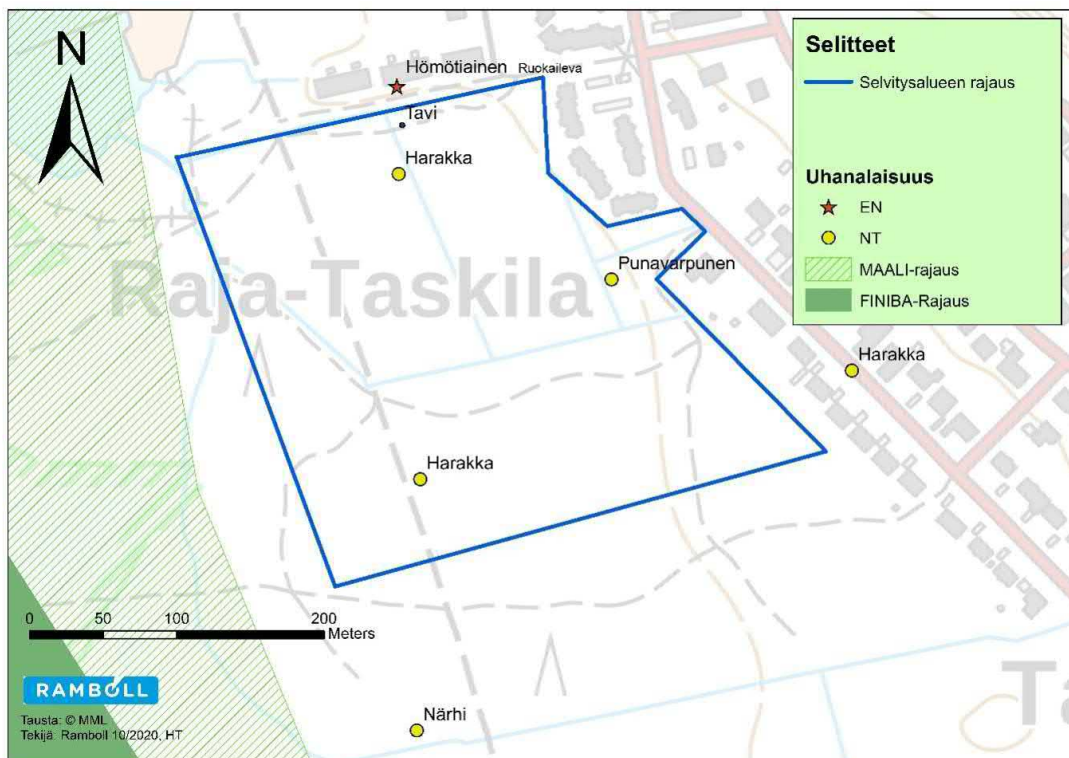 N
Hömötiainen Ruokaileva
Tavi
Harakka
Punavarpunen
Raja-Taskila
Harakka
Harakka
Närhi
Ta
0 50 100 200
Meters
RAMBOLL
Tausta: © MML
Tekijä: Ramboll 10/2020, HT
Selitteet
Selvitysalueen rajaus
Uhanalaisuus
EN
NT
MAALI-rajaus
FINIBA-Rajaus